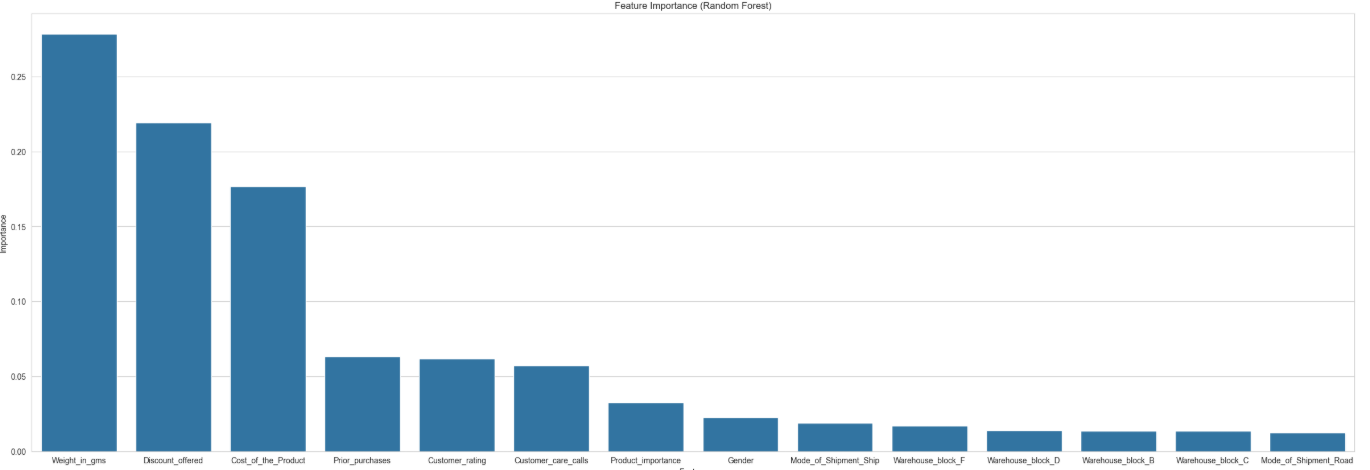 Feature Importance (Random Forest)
0.25
0.20
0.15
0.10
0.05
0.00
Importance
Weight_in_gms Discount_offered Cost_of_the_Product Prior_purchases Customer_rating Customer_care_calls Product_importance Gender Mode_of_Shipment_Ship Warehouse_block_F Warehouse_block_D Warehouse_block_B Warehouse_block_C Mode_of_Shipment_Road